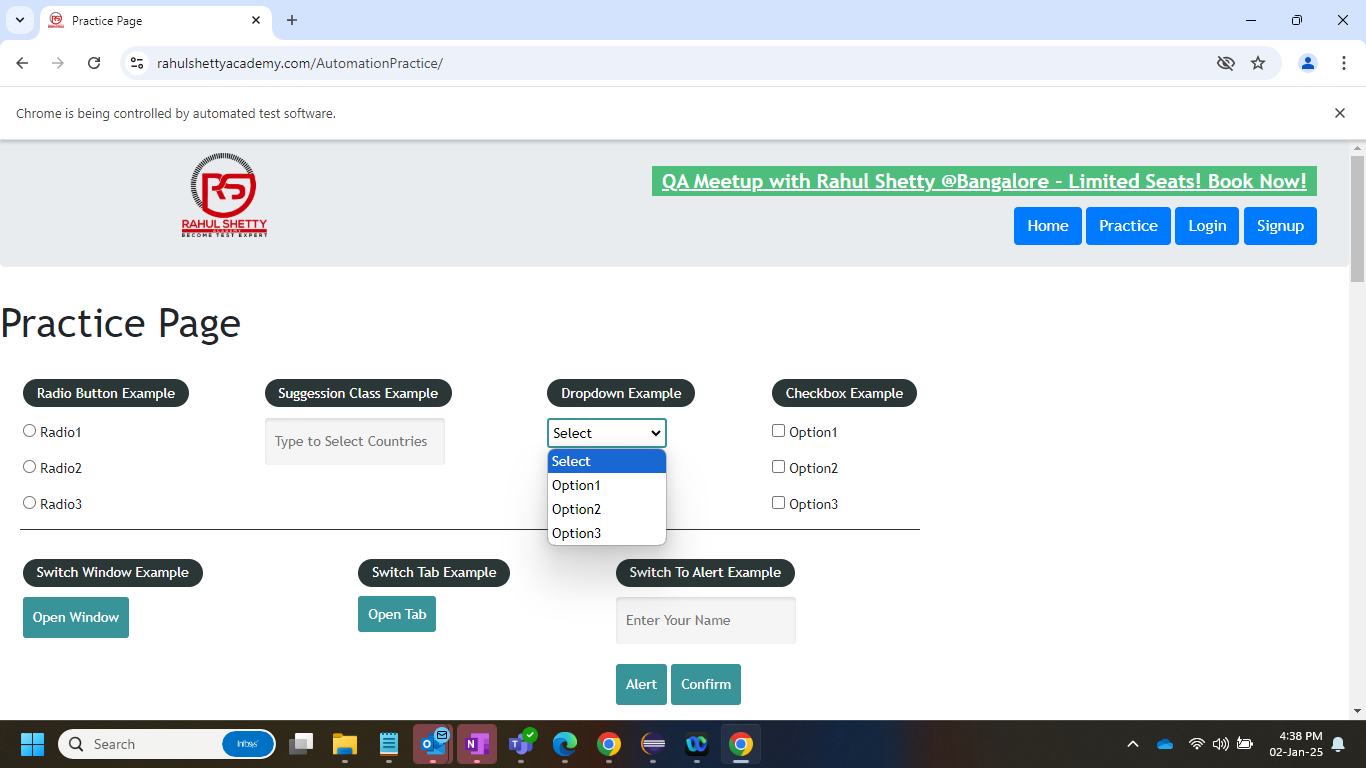 Practice Page
rahulshettyacademy.com/AutomationPractice/
Chrome is being controlled by automated test software.
RS
RAHUL SHETTY
ACADEMY
BECOME TEST EXPERT
QA Meetup with Rahul Shetty @Bangalore - Limited Seats! Book Now!
Home Practice Login Signup
Practice Page
Radio Button Example Suggession Class Example Dropdown Example Checkbox Example
Radio1 Type to Select Countries Select Option1
Select
Radio2 Option1 Option2
Option2
Radio3 Option3 Option3
Switch Window Example Switch Tab Example Switch To Alert Example
Open Window Open Tab Enter Your Name
Alert Confirm
Search Infosys 4:38 PM
02-Jan-25